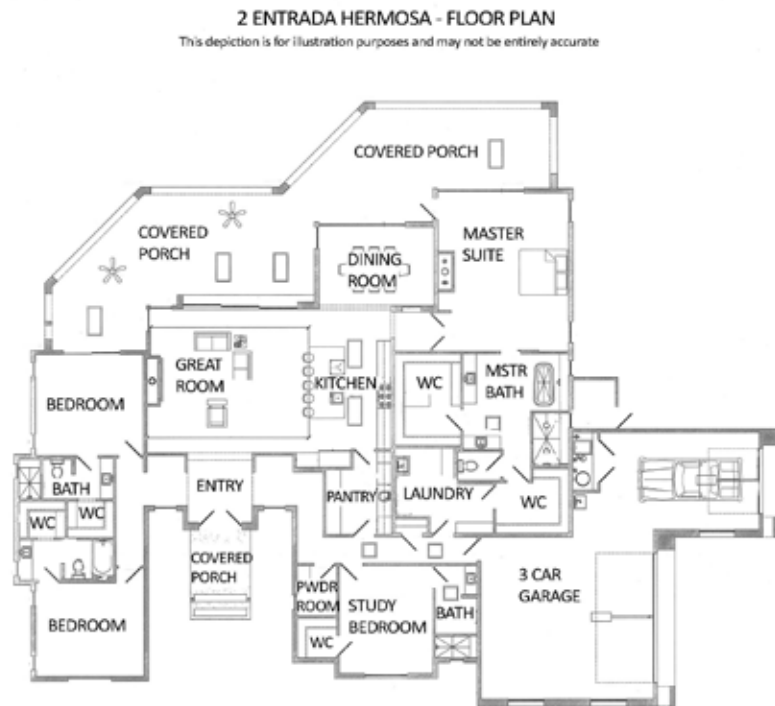 2 ENTRADA HERMOSA - FLOOR PLAN
This depiction is for illustration purposes and may not be entirely accurate
COVERED PORCH
COVERED
PORCH
MASTER
SUITE
DINING
ROOM
GREAT
ROOM
KITCHEN
WC
MSTR
BATH
BEDROOM
BATH
WC
WC
ENTRY
PANTRY
LAUNDRY
WC
COVERED
PORCH
BEDROOM
PWDR
ROOM
WC
STUDY
BEDROOM
BATH
3 CAR
GARAGE